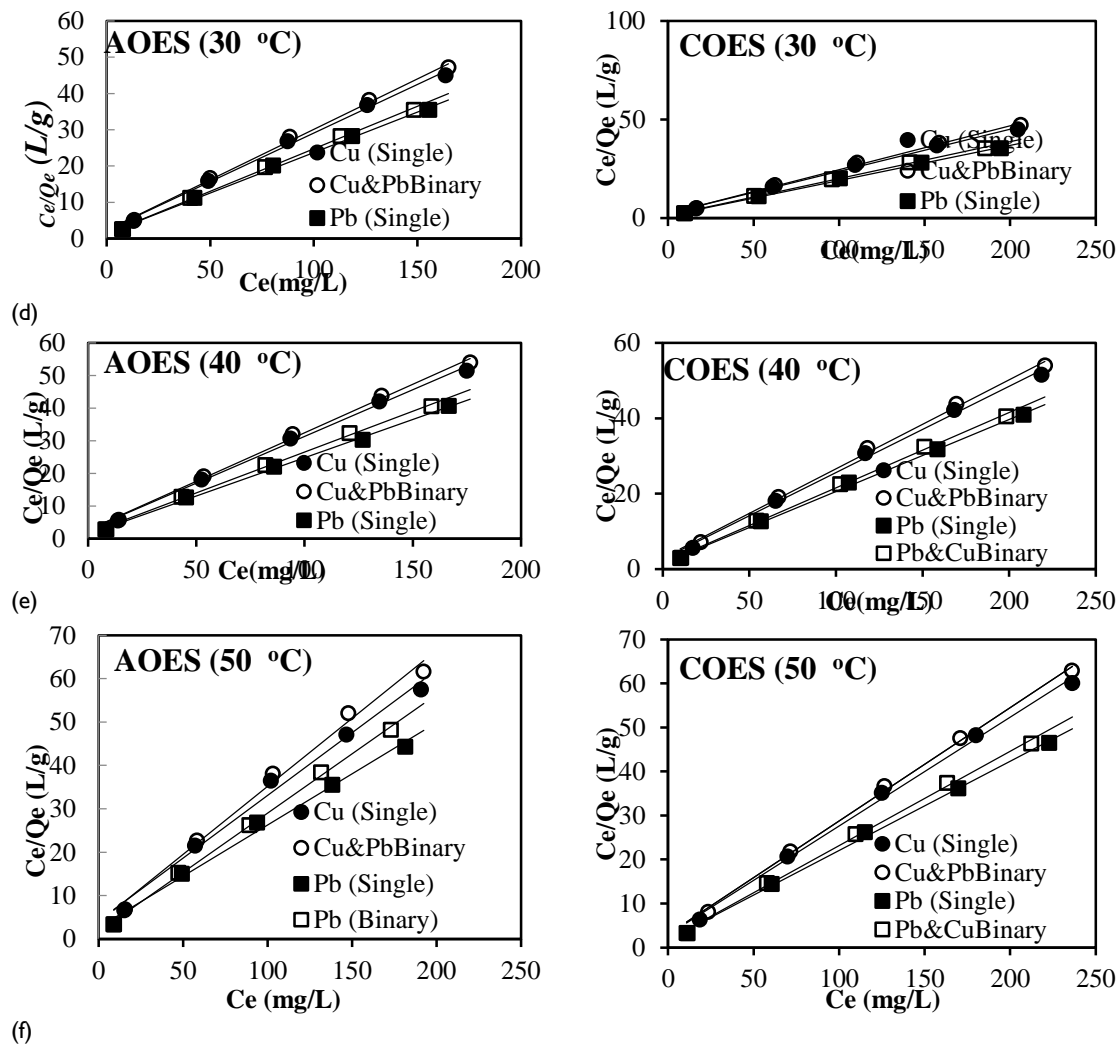 AOES (30 °C)
Ce/Qe (L/g)
60
50
40
30
20
10
0
Cu (Single)
Cu&PbBinary
Pb (Single)
0 50 100 150 200
Ce(mg/L)
COES (30 °C)
Ce/Qe (L/g)
100
50
0
Cu (Single)
Cu&PbBinary
Pb (Single)
0 50 100 150 200 250
Ce(mg/L)
(d)
AOES (40 °C)
Ce/Qe (L/g)
60
50
40
30
20
10
0
Cu (Single)
Cu&PbBinary
Pb (Single)
0 50 100 150 200
Ce(mg/L)
COES (40 °C)
Ce/Qe (L/g)
60
40
20
0
Cu (Single)
Cu&PbBinary
Pb (Single)
Pb&CuBinary
0 50 100 150 200 250
Ce(mg/L)
(e)
AOES (50 °C)
Ce/Qe (L/g)
70
60
50
40
30
20
10
0
Cu (Single)
Cu&PbBinary
Pb (Single)
Pb (Binary)
0 50 100 150 200 250
Ce (mg/L)
COES (50 °C)
Ce/Qe (L/g)
70
60
50
40
30
20
10
0
Cu (Single)
Cu&PbBinary
Pb (Single)
Pb&CuBinary
0 50 100 150 200 250
Ce (mg/L)
(f)